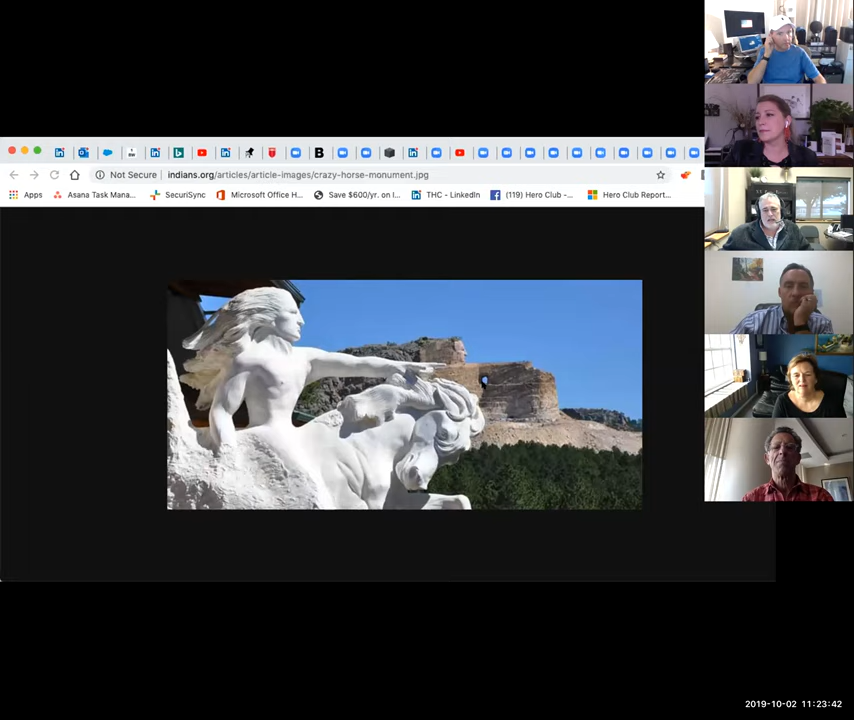 Not Secure indians.org/articles/article-images/crazy-horse-monument.jpg
Apps Asana Task Mana... SecuriSync Microsoft Office H... Save $600/yr. on I... THC - LinkedIn (119) Hero Club -... Hero Club Report...
2019-10-02 11:23:42